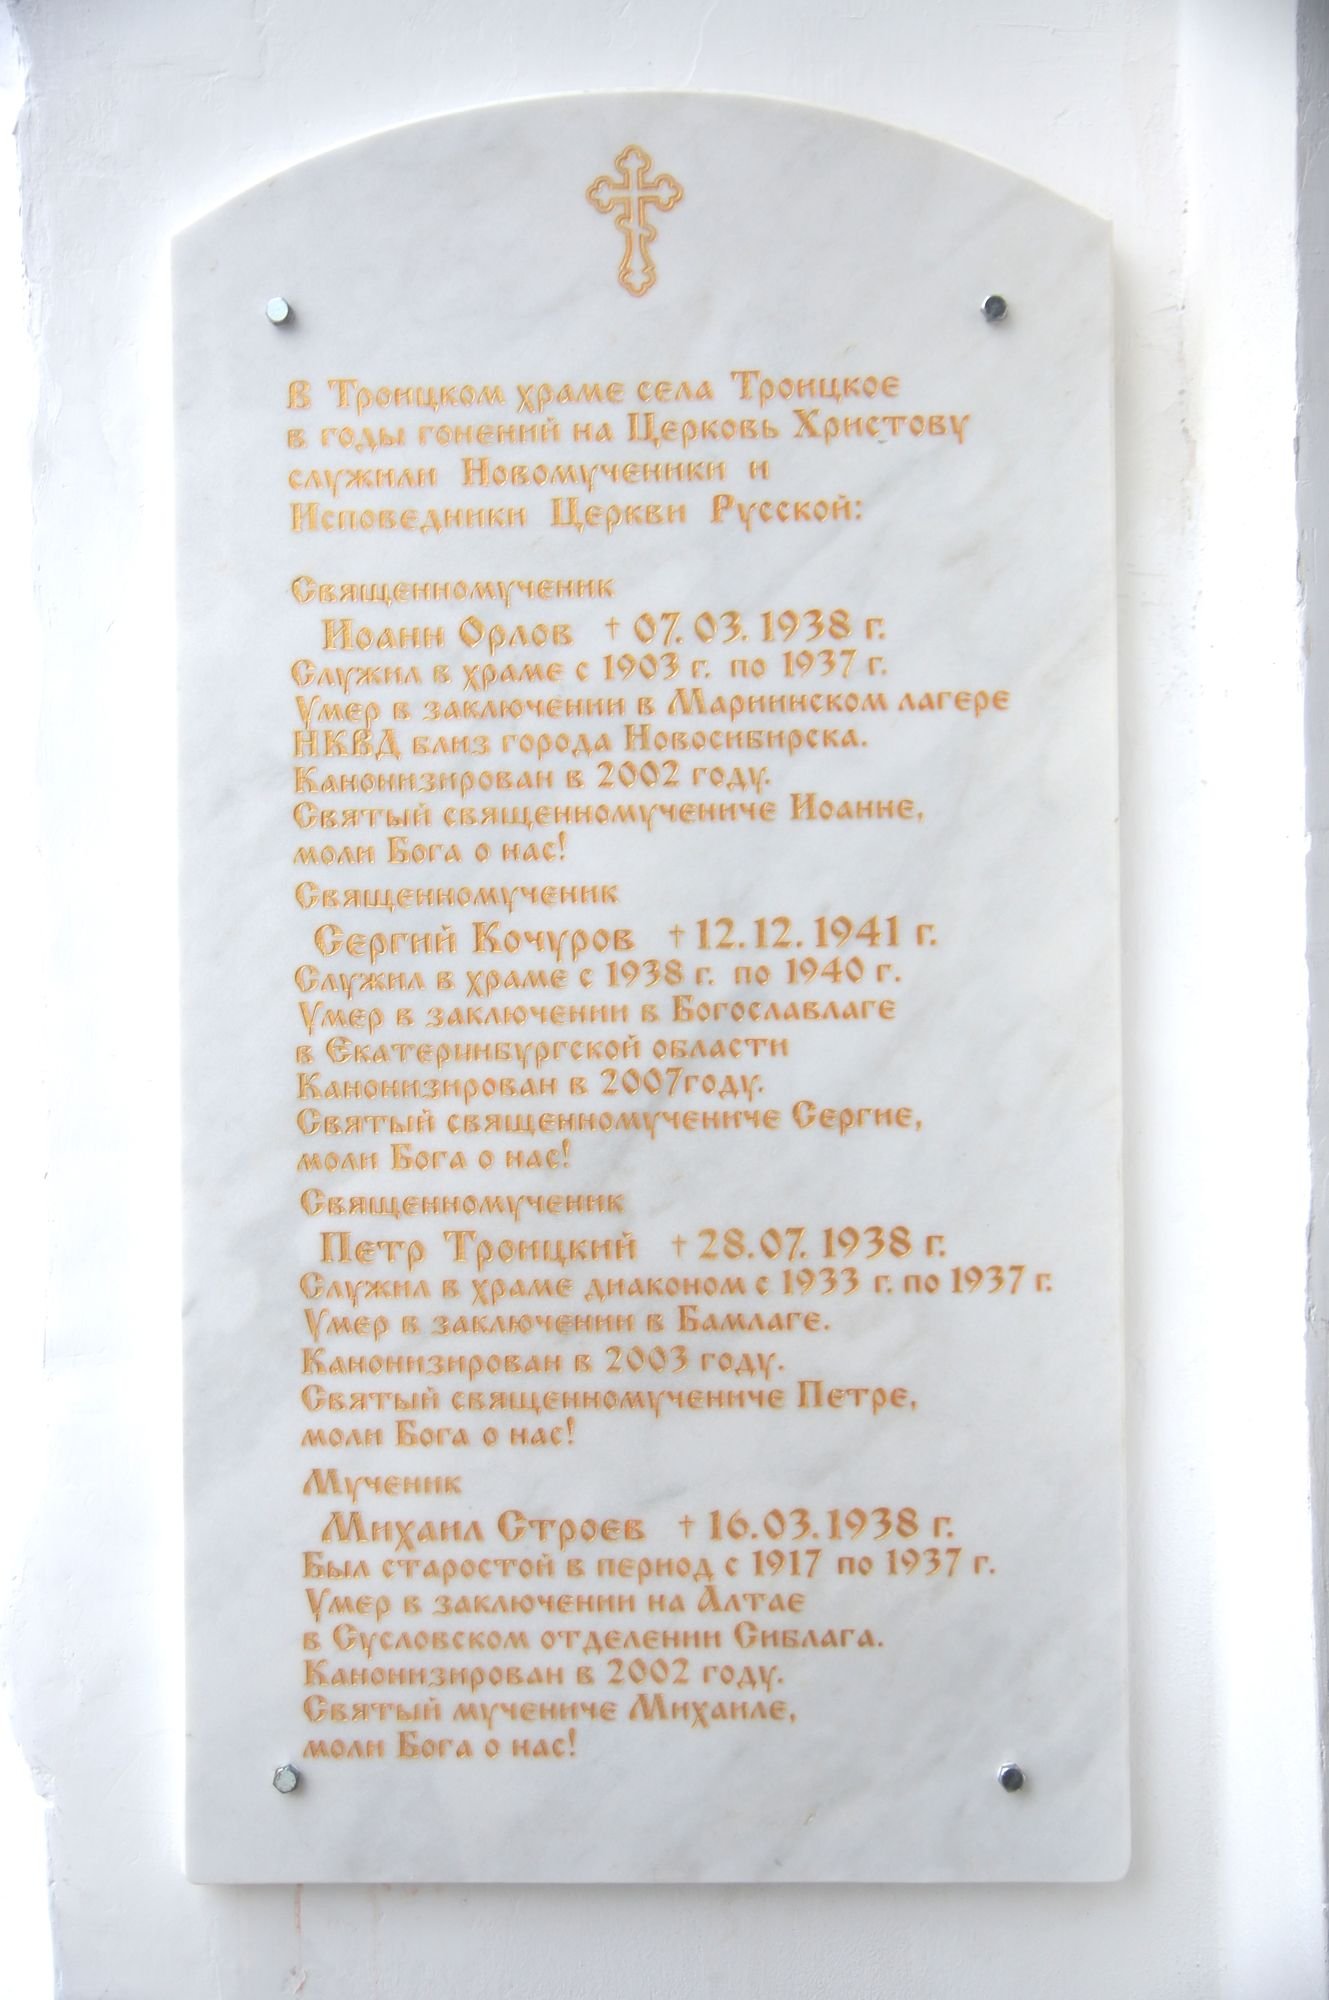 В Троицком храме села Троицкое
в годы гонений на Церковь Христову
служили Новомученики и
Исповедники Церкви Русской:
Священномученик
Иоанн Орлов † 07. 03. 1938 г.
Служил в храме с 1903 г. по 1937 г.
Умер в заключении в Мариинском лагере
НКВД близ города Новосибирска.
Канонизирован в 2002 году.
Святый священномучениче Иоанне,
моли Бога о нас!
Священномученик
Сергий Кочуров † 12. 12. 1941 г.
Служил в храме с 1938 г. по 1940 г.
Умер в заключении в Богославлаге
в Екатеринбургской области
Канонизирован в 2007году.
Святый священномучениче Сергие,
моли Бога о нас!
Священномученик
Петр Троицкий † 28. 07. 1938 г.
Служил в храме диаконом с 1933 г. по 1937 г.
Умер в заключении в Бамлаге.
Канонизирован в 2003 году.
Святый священномучениче Петре,
моли Бога о нас!
Мученик
Михаил Строев † 16. 03. 1938 г.
Был старостой в период с 1917 по 1937 г.
Умер в заключении на Алтае
в Сусловском отделении Сиблага.
Канонизирован в 2002 году.
Святый мучениче Михаиле,
моли Бога о нас!